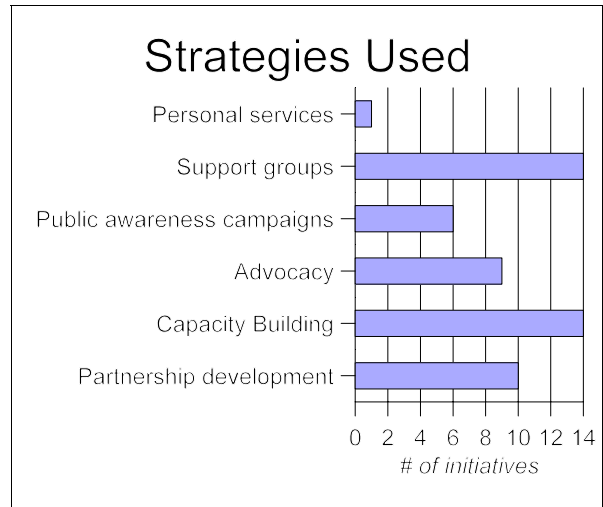 Strategies Used
Personal services
Support groups
Public awareness campaigns
Advocacy
Capacity Building
Partnership development
0 2 4 6 8 10 12 14
# of initiatives